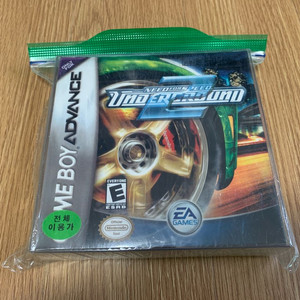 GAME BOY ADVANCE
NEED FOR SPEED
UNDERGROUND
2
EVERYONE
E
ESRB
Nintendo
EA
GAMES
전체
이용가